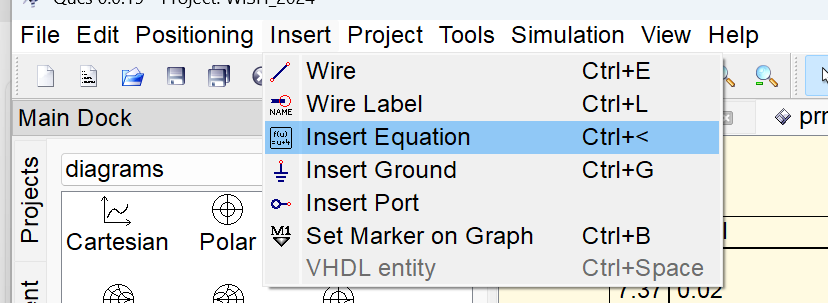 Qucs 0.0.19 - Project: WISH_2024
File Edit Positioning Insert Project Tools Simulation View Help
Wire Ctrl+E
NAME Wire Label Ctrl+L
Main Dock
f(u) =u+4 Insert Equation Ctrl+<
prr
Projects
diagrams
Insert Ground Ctrl+G
Insert Port
Cartesian Polar
M1 Set Marker on Graph Ctrl+B
VHDL entity Ctrl+Space
7.37 0.02